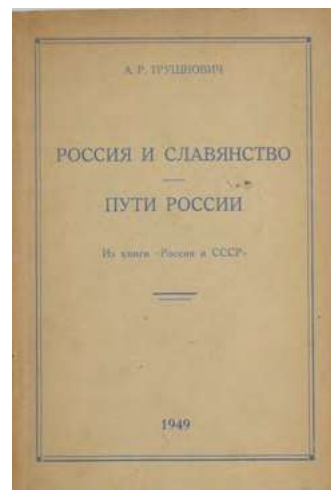 А. Р. ТРУШНОВИЧ
РОССИЯ И СЛАВЯНСТВО
ПУТИ РОССИИ
Из книги «Россия и СССР»
1949